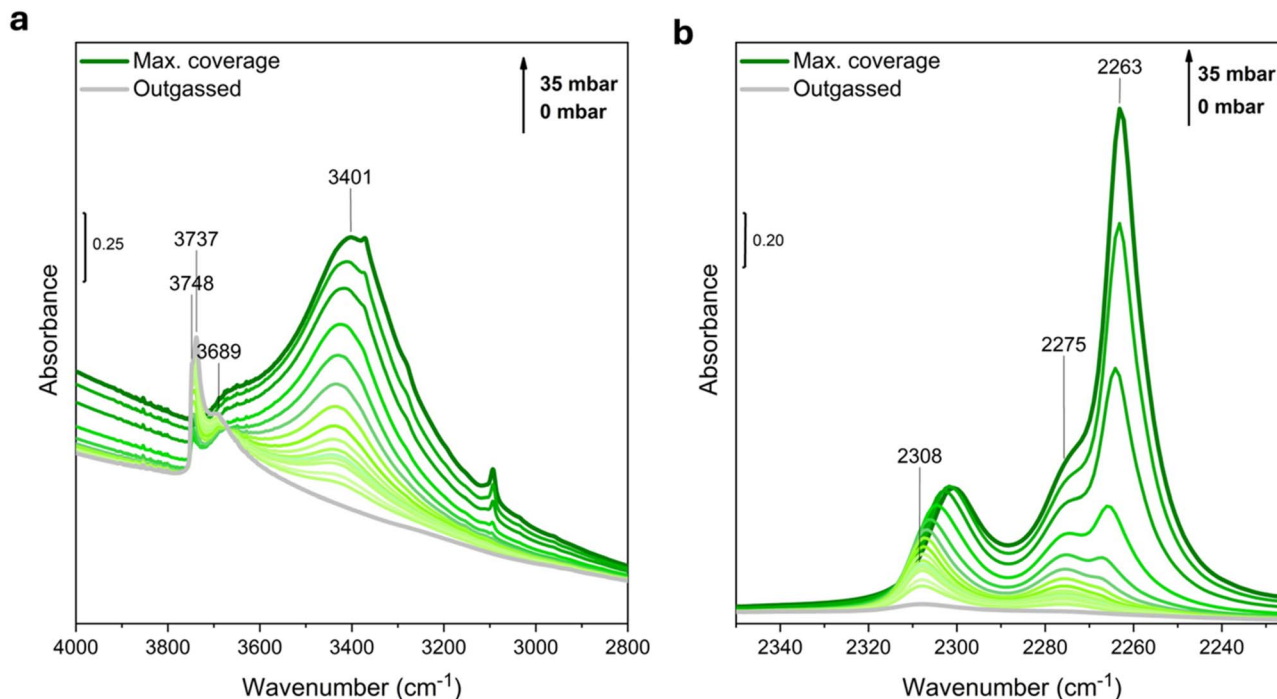 a
Max. coverage
Outgassed
35 mbar
0 mbar
3401
0.25
3737
3748
3689
Absorbance
4000 3800 3600 3400 3200 3000 2800
Wavenumber (cm-1)
b
Max. coverage
Outgassed
2263
35 mbar
0 mbar
0.20
2275
2308
Absorbance
2340 2320 2300 2280 2260 2240
Wavenumber (cm-1)